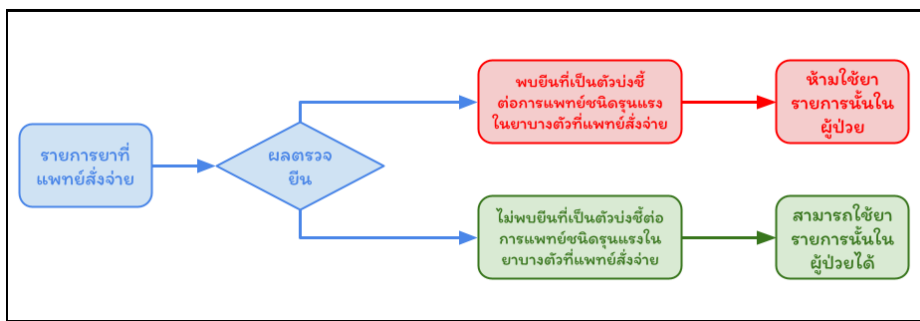 รายการยาที่
แพทย์สั่งจ่าย
ผลตรวจ
ยีน
พบยีนที่เป็นตัวบ่งชี้
ต่อการแพทย์ชนิดรุนแรง
ในยาบางตัวที่แพทย์สั่งจ่าย
ห้ามใช้ยา
รายการนั้นใน
ผู้ป่วย
ไม่พบยีนที่เป็นตัวบ่งชี้ต่อ
การแพทย์ชนิดรุนแรงใน
ยาบางตัวที่แพทย์สั่งจ่าย
สามารถใช้ยา
รายการนั้นใน
ผู้ป่วยได้